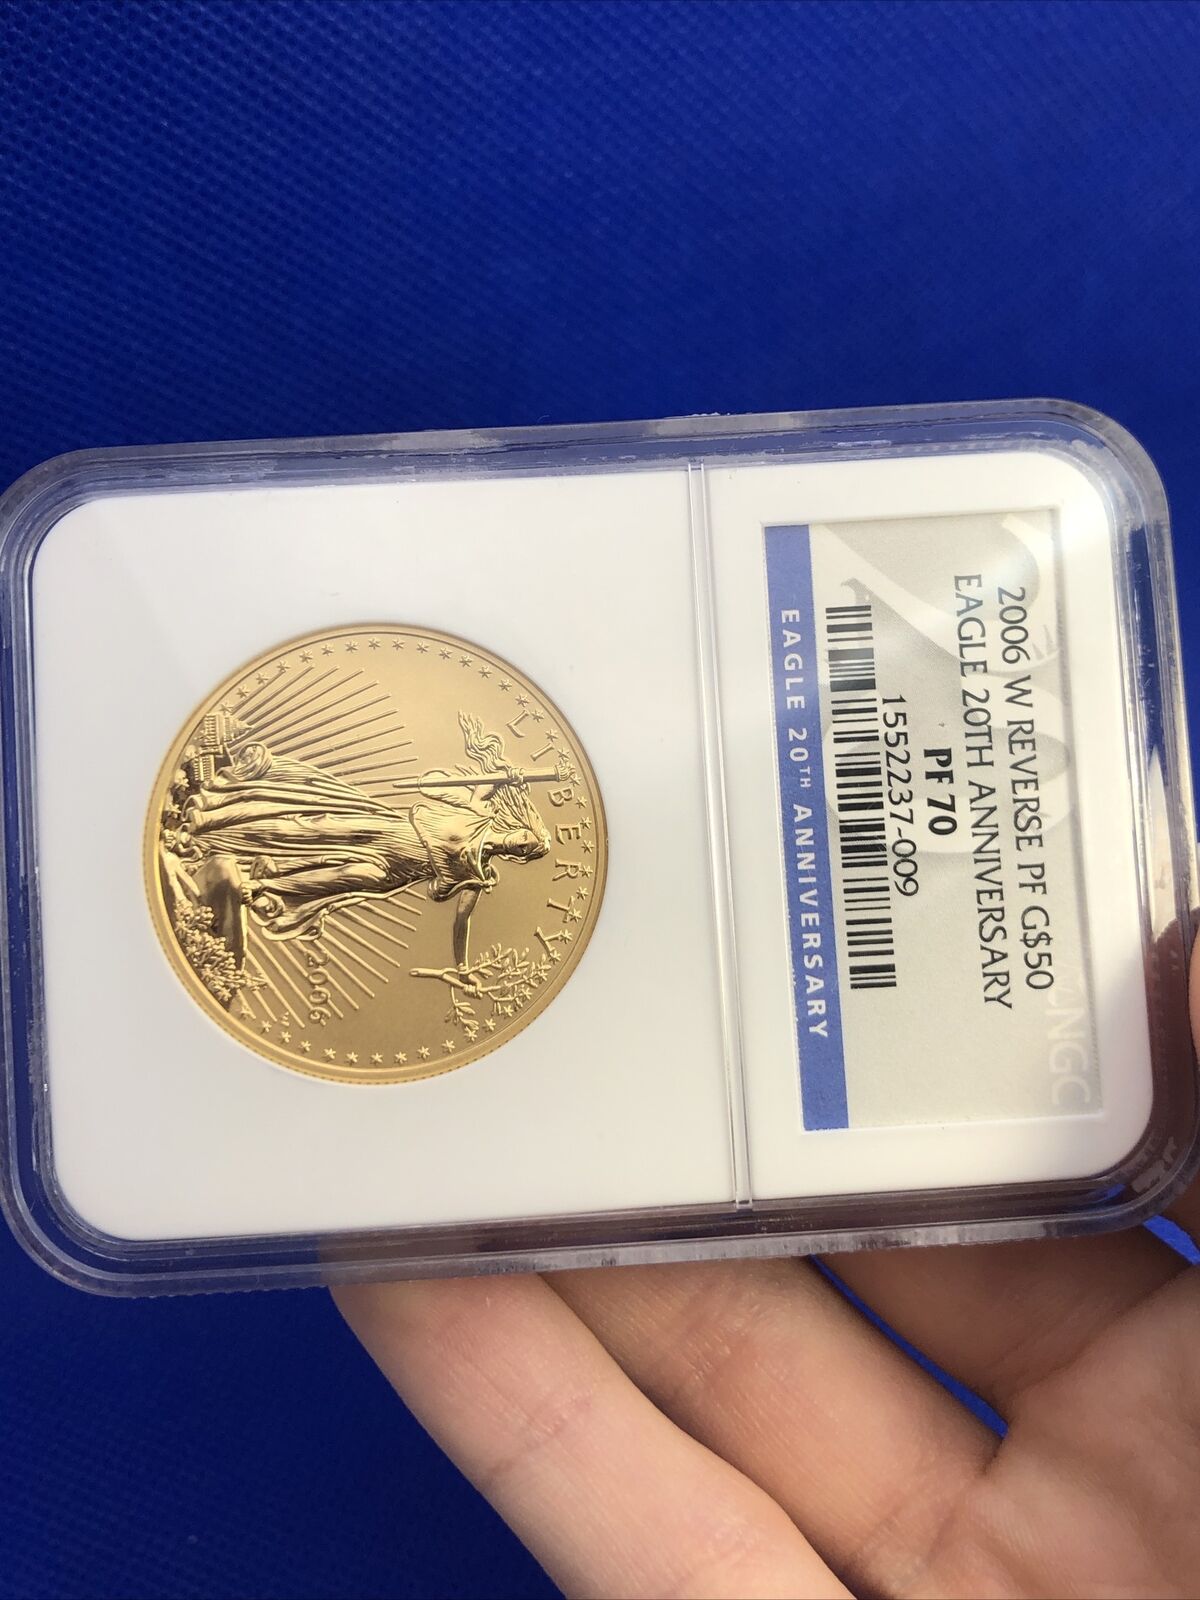 NGC
2006 W REVERSE PF G$50
EAGLE 20TH ANNIVERSARY
PF 70
1552237-009
EAGLE 20TH ANNIVERSARY
LIBERTY
2006